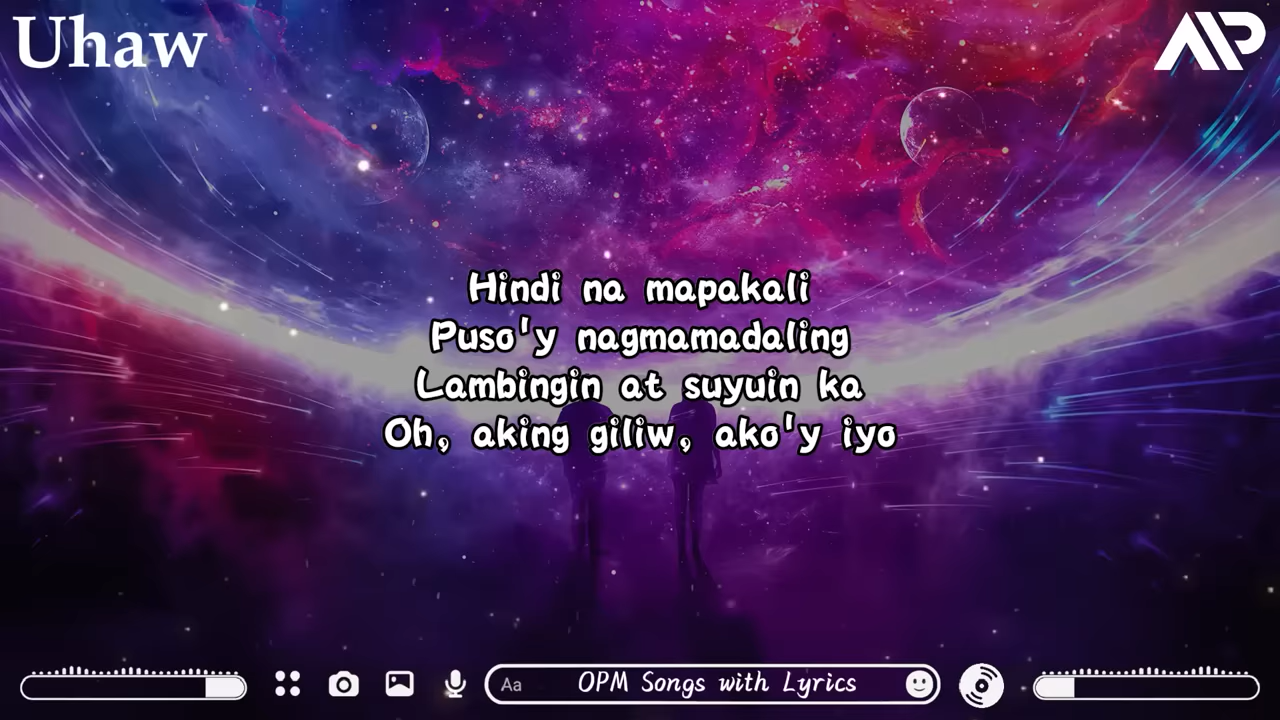 Uhaw
AP
Hindi na mapakali
Puso'y nagmamadaling
Lambingin at suyuin ka
Oh, aking giliw, ako'y iyo
Aa OPM Songs with Lyrics